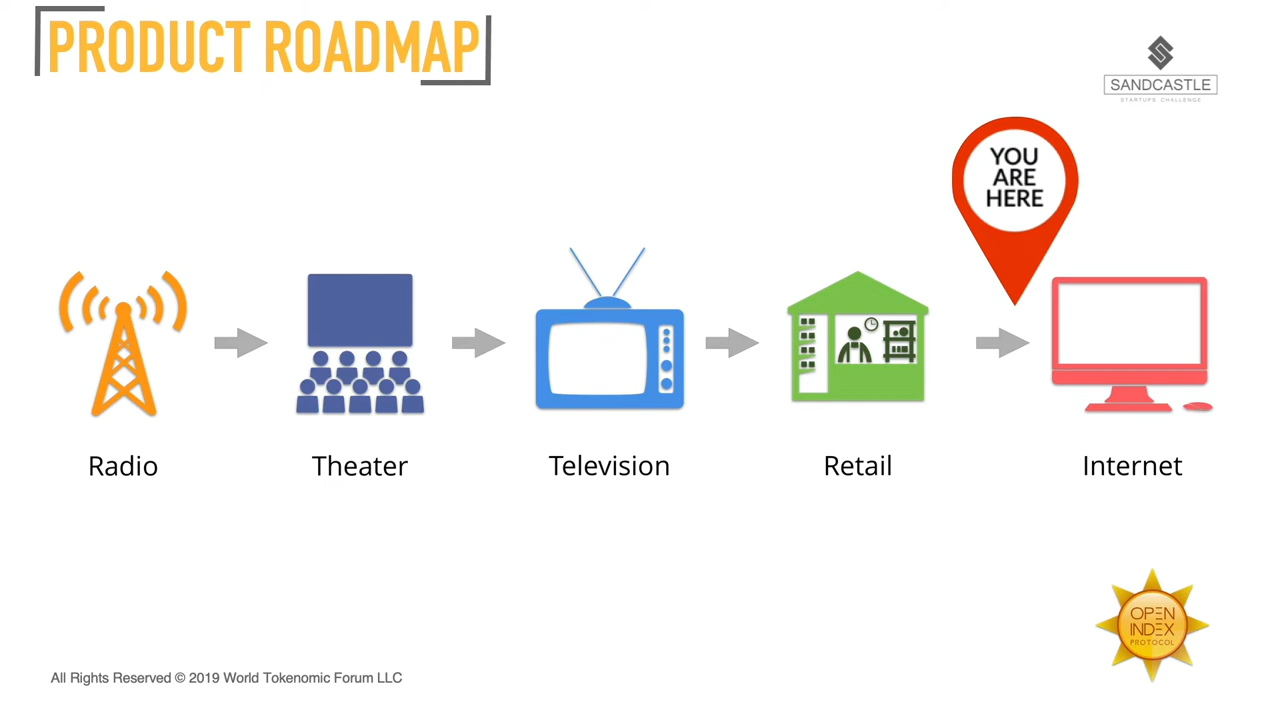 PRODUCT ROADMAP
SANDCASTLE
STARTUPS CHALLENGE
YOU
ARE
HERE
Radio
Theater
Television
Retail
Internet
OPEN
INDEX
PROTOCOL
All Rights Reserved © 2019 World Tokenomic Forum LLC